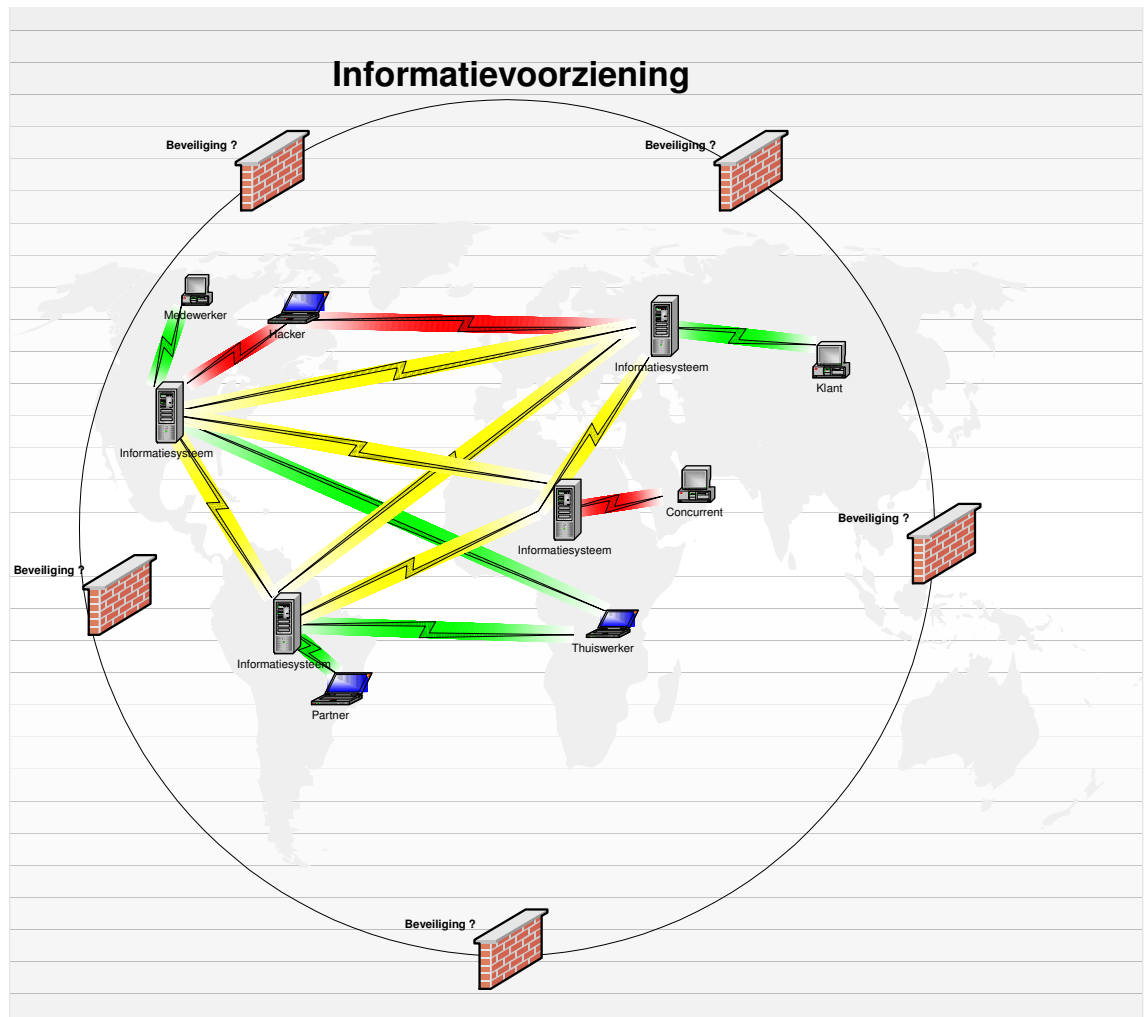 Informatievoorziening
Beveiliging ?
Beveiliging ?
Medewerker
Hacker
Informatiesysteem
Klant
Informatiesysteem
Concurrent
Beveiliging ?
Informatiesysteem
Beveiliging ?
Thuiswerker
Informatiesysteem
Partner
Beveiliging ?